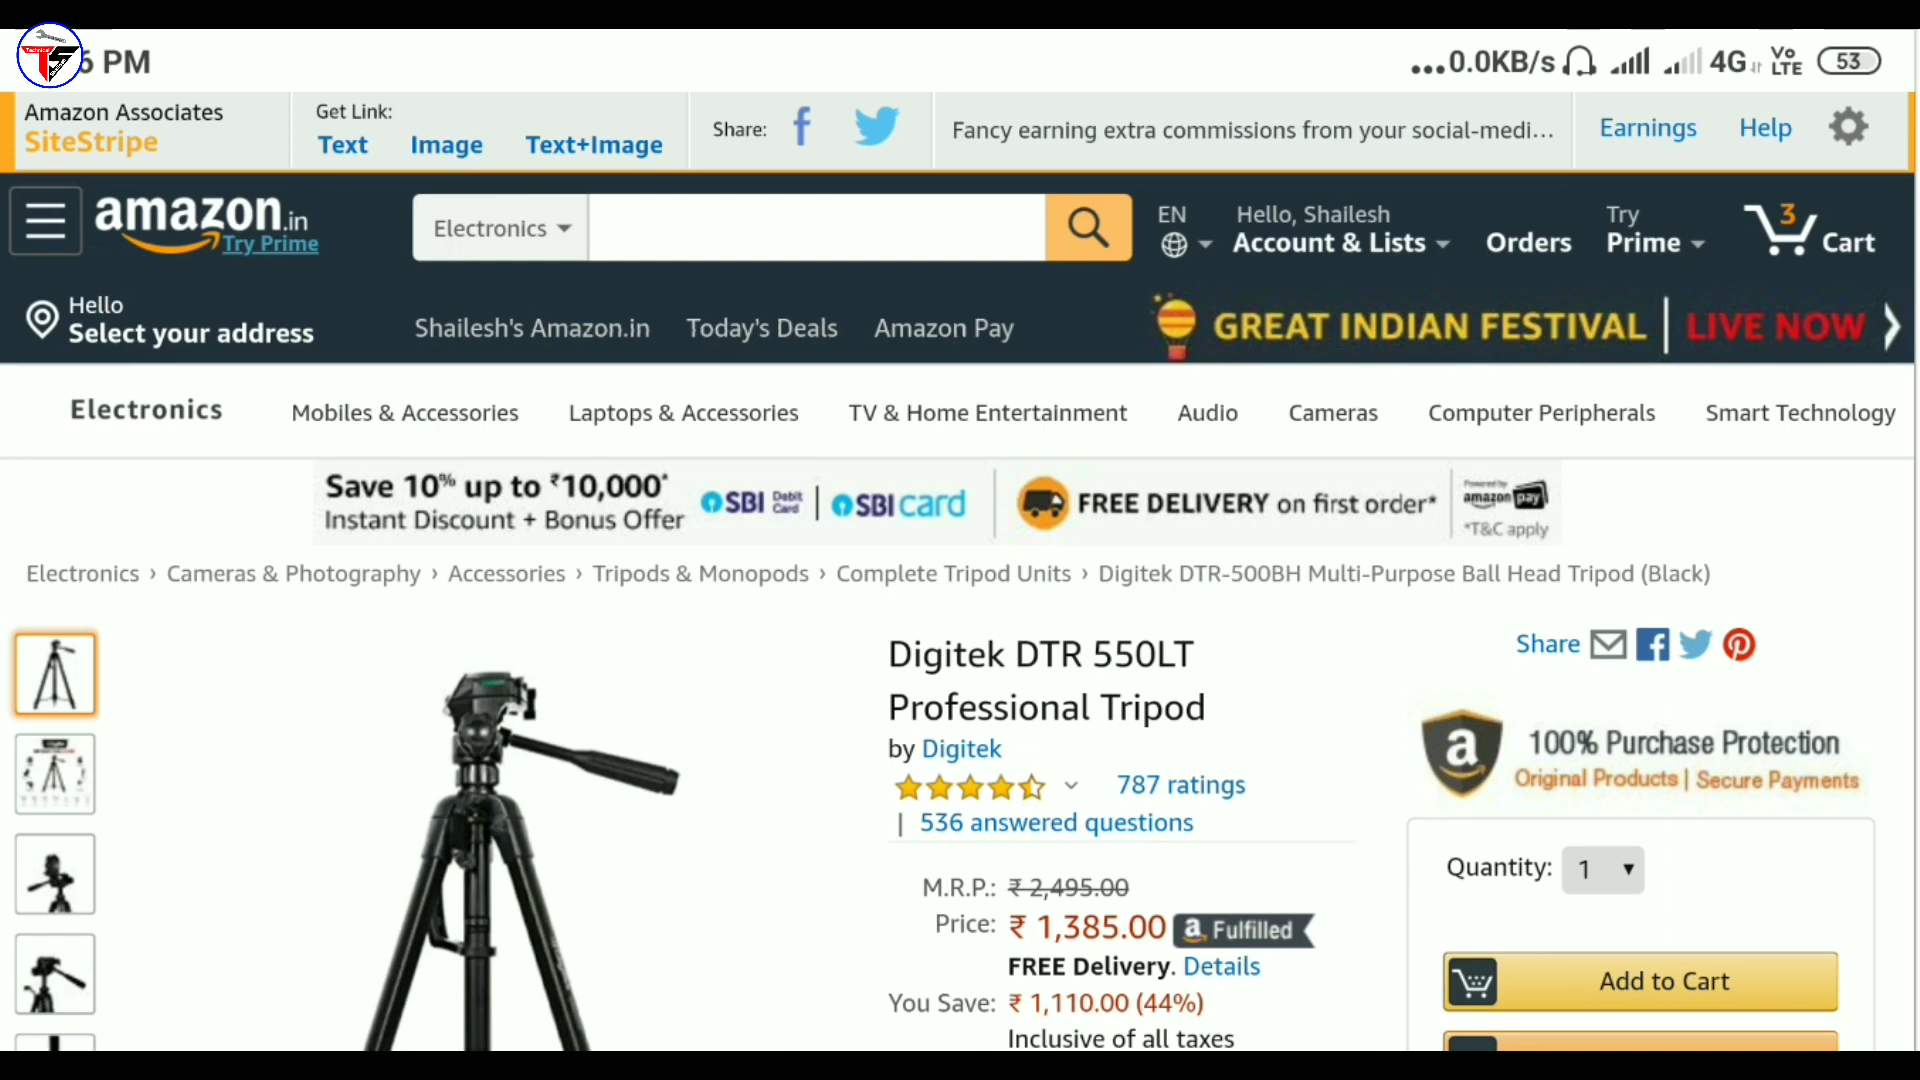 Technical
TS
6 PM
...0.0KB/s 4G Vo LTE 53
Amazon Associates
SiteStripe
Get Link:
Text Image Text+Image
Share:
Fancy earning extra commissions from your social-medi...
Earnings Help
amazon.in
Try Prime
Electronics
EN
Hello, Shailesh
Account & Lists
Orders
Try
Prime
3
Cart
Hello
Select your address
Shailesh's Amazon.in Today's Deals Amazon Pay
GREAT INDIAN FESTIVAL | LIVE NOW
Electronics Mobiles & Accessories Laptops & Accessories TV & Home Entertainment Audio Cameras Computer Peripherals Smart Technology
Save 10% up to ₹10,000*
Instant Discount + Bonus Offer
SBI Debit Card | SBI card
FREE DELIVERY on first order*
Powered by
amazon pay
*T&C apply
Electronics › Cameras & Photography › Accessories › Tripods & Monopods › Complete Tripod Units › Digitek DTR-500BH Multi-Purpose Ball Head Tripod (Black)
Digitek DTR 550LT
Professional Tripod
by Digitek
787 ratings
| 536 answered questions
M.R.P.: ₹ 2,495.00
Price: ₹ 1,385.00 a Fulfilled
FREE Delivery. Details
You Save: ₹ 1,110.00 (44%)
Inclusive of all taxes
Share
a
100% Purchase Protection
Original Products | Secure Payments
Quantity: 1
Add to Cart